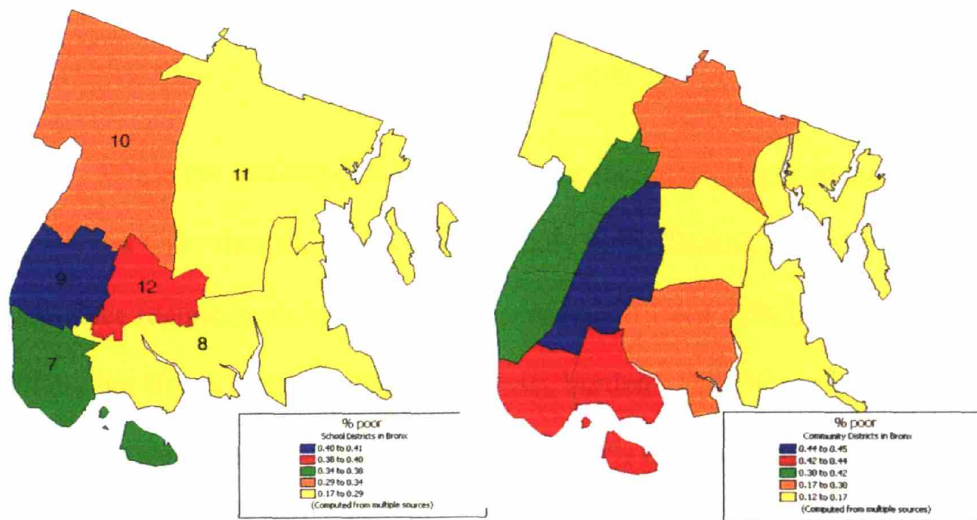 10
11
9
12
8
7
% poor
School Districts in Bronx
0.40 to 0.41
0.38 to 0.40
0.34 to 0.38
0.29 to 0.34
0.17 to 0.29
(Computed from multiple sources)
% poor
Community Districts in Bronx
0.44 to 0.45
0.42 to 0.44
0.38 to 0.42
0.17 to 0.38
0.12 to 0.17
(Computed from multiple sources)